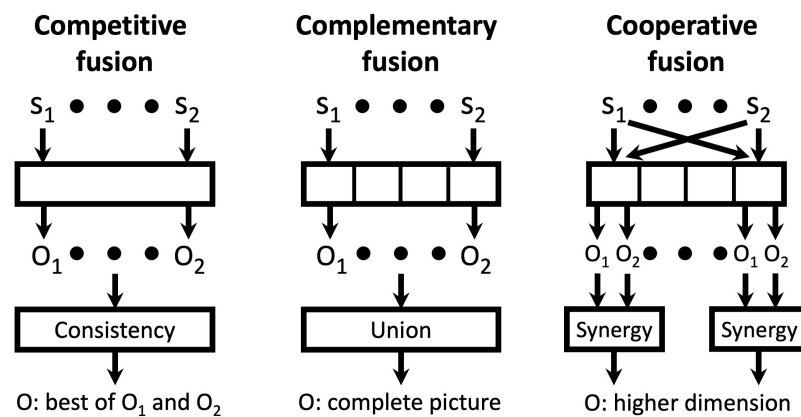 Competitive
fusion
S₁ • • • S₂
O₁ • • • O₂
Consistency
O: best of O₁ and O₂
Complementary
fusion
S₁ • • • S₂
O₁ • • • O₂
Union
O: complete picture
Cooperative
fusion
S₁ • • • S₂
O₁ O₂ • • • O₁ O₂
Synergy
Synergy
O: higher dimension